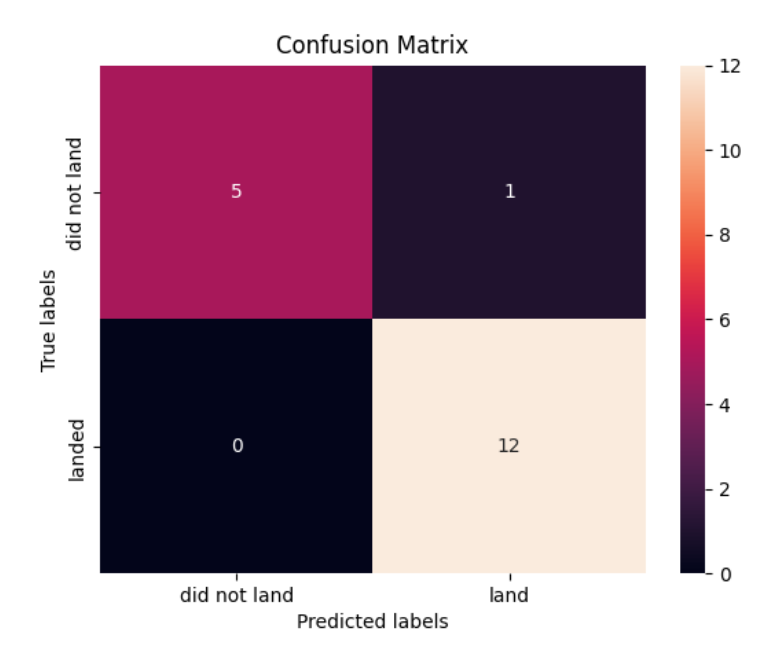 Confusion Matrix
did not land
landed
True labels
5
1
0
12
did not land
land
Predicted labels
12
10
8
6
4
2
0